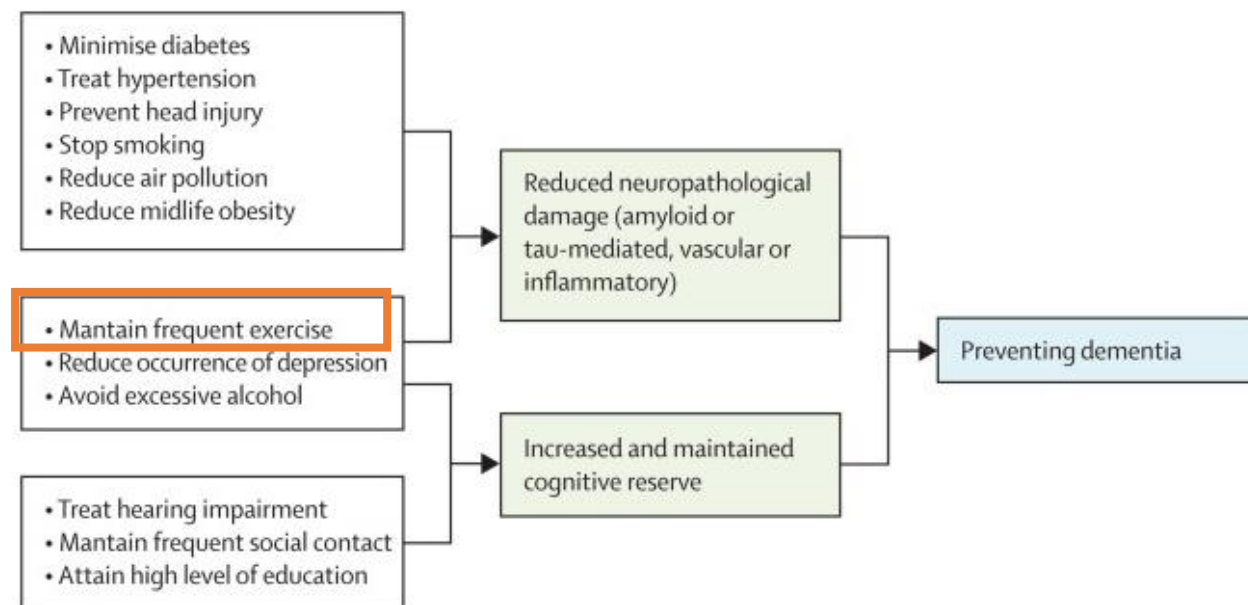 • Minimise diabetes
• Treat hypertension
• Prevent head injury
• Stop smoking
• Reduce air pollution
• Reduce midlife obesity
• Mantain frequent exercise
• Reduce occurrence of depression
• Avoid excessive alcohol
• Treat hearing impairment
• Mantain frequent social contact
• Attain high level of education
Reduced neuropathological
damage (amyloid or
tau-mediated, vascular or
inflammatory)
Increased and maintained
cognitive reserve
Preventing dementia